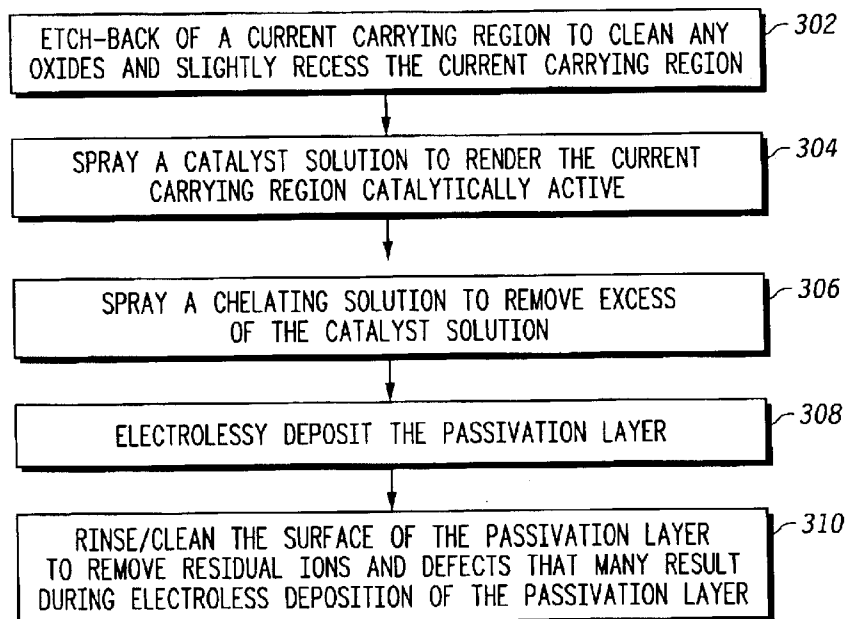 ETCH-BACK OF A CURRENT CARRYING REGION TO CLEAN ANY
OXIDES AND SLIGHTLY RECESS THE CURRENT CARRYING REGION
302
SPRAY A CATALYST SOLUTION TO RENDER THE CURRENT
CARRYING REGION CATALYTICALLY ACTIVE
304
SPRAY A CHELATING SOLUTION TO REMOVE EXCESS
OF THE CATALYST SOLUTION
306
ELECTROLESSY DEPOSIT THE PASSIVATION LAYER
308
RINSE/CLEAN THE SURFACE OF THE PASSIVATION LAYER
TO REMOVE RESIDUAL IONS AND DEFECTS THAT MANY RESULT
DURING ELECTROLESS DEPOSITION OF THE PASSIVATION LAYER
310